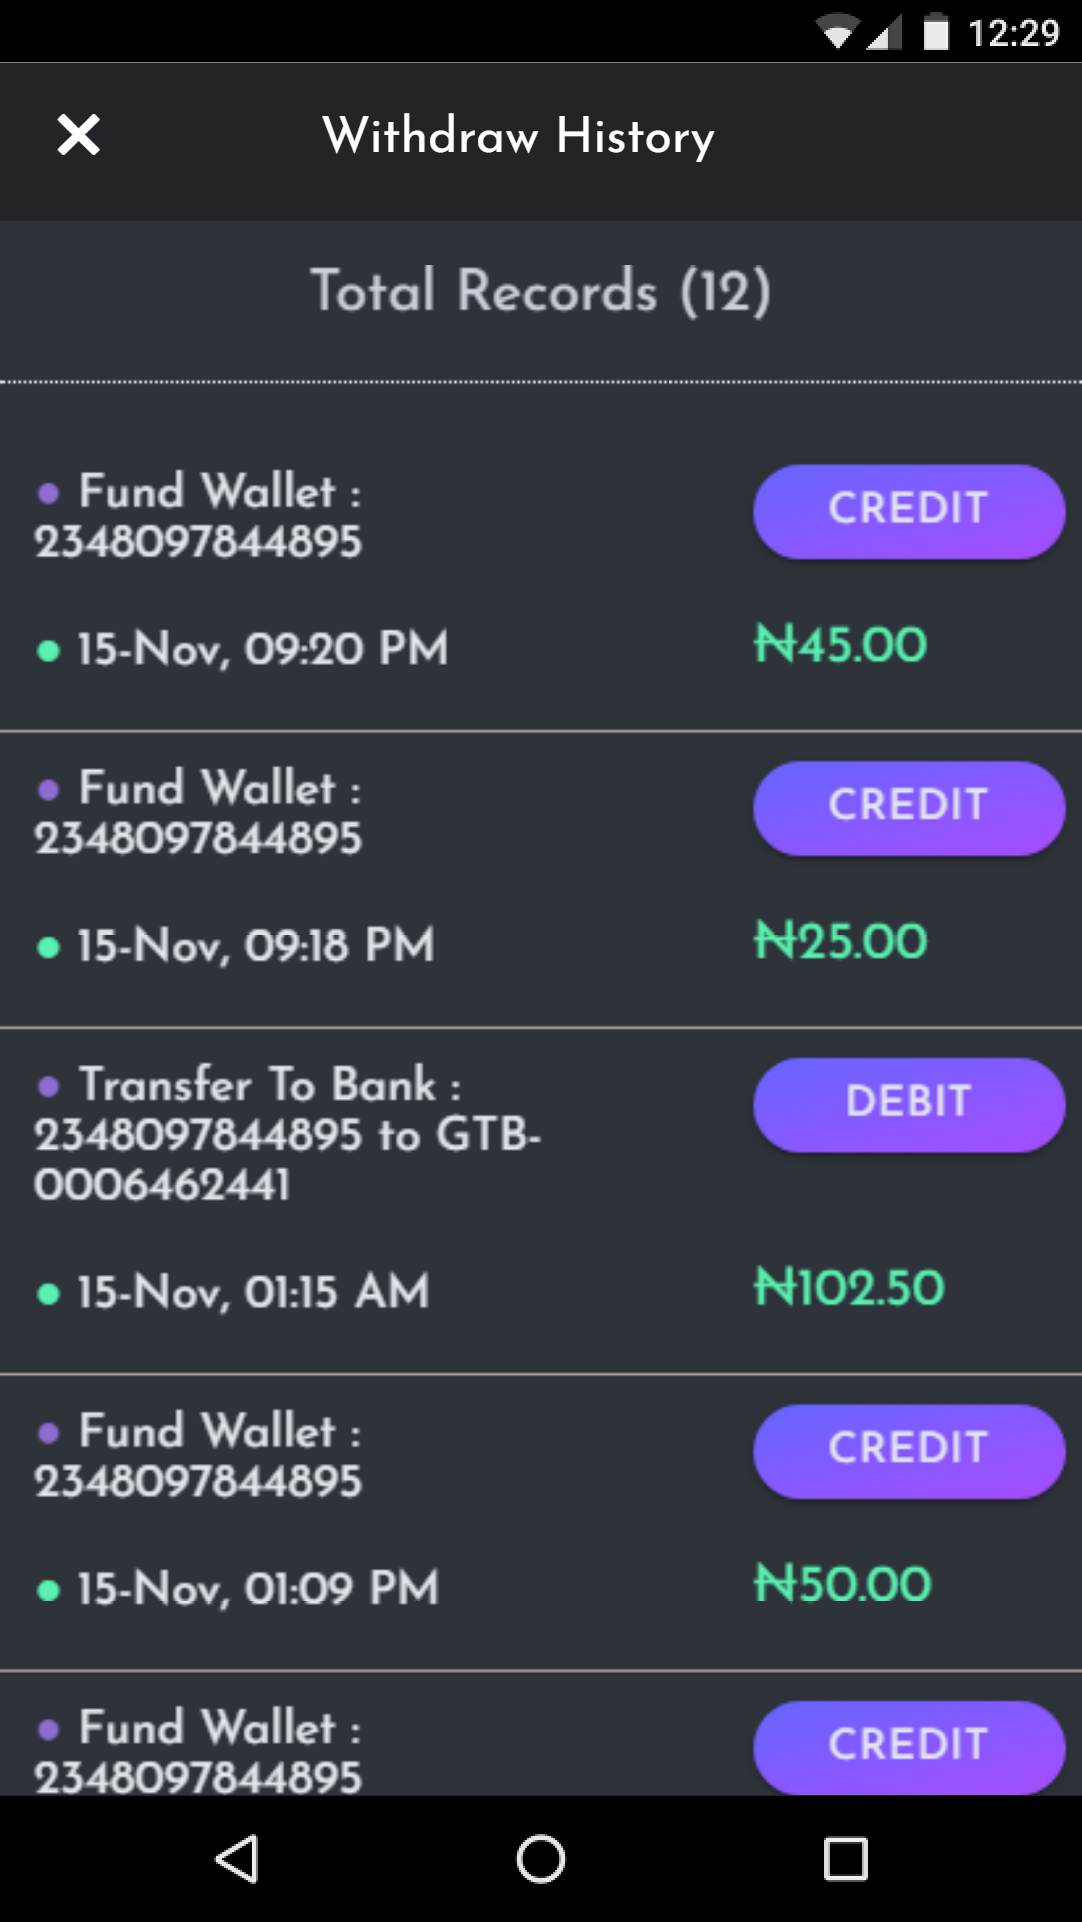 12:29
Withdraw History
Total Records (12)
Fund Wallet :
2348097844895
CREDIT
15-Nov, 09:20 PM
₦45.00
Fund Wallet :
2348097844895
CREDIT
15-Nov, 09:18 PM
₦25.00
Transfer To Bank :
2348097844895 to GTB-
0006462441
DEBIT
15-Nov, 01:15 AM
₦102.50
Fund Wallet :
2348097844895
CREDIT
15-Nov, 01:09 PM
₦50.00
Fund Wallet :
2348097844895
CREDIT